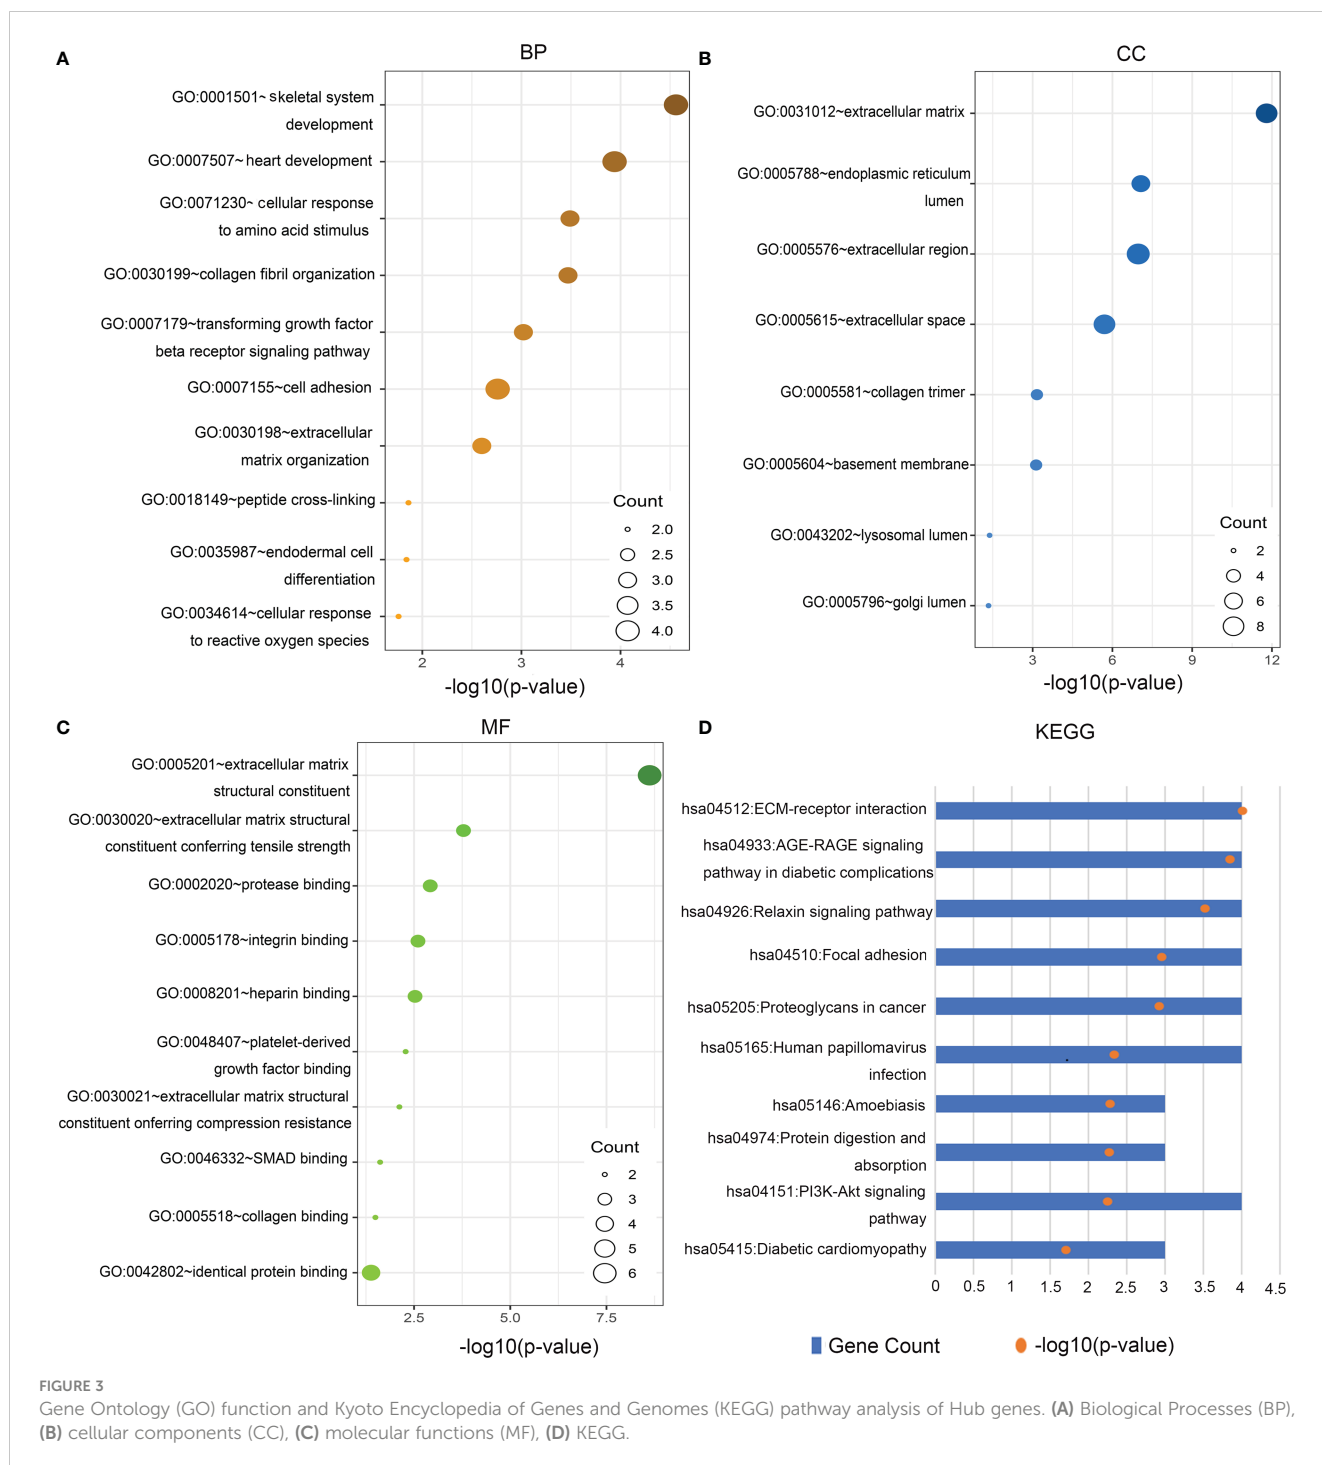 A
BP
GO:0001501~skeletal system
development
GO:0007507~heart development
GO:0071230~ cellular response
to amino acid stimulus
GO:0030199~collagen fibril organization
GO:0007179~transforming growth factor
beta receptor signaling pathway
GO:0007155~cell adhesion
GO:0030198~extracellular
matrix organization
GO:0018149~peptide cross-linking
GO:0035987~endodermal cell
differentiation
GO:0034614~cellular response
to reactive oxygen species
Count
2.0
2.5
3.0
3.5
4.0
2 3 4
-log10(p-value)
B
CC
GO:0031012~extracellular matrix
GO:0005788~endoplasmic reticulum
lumen
GO:0005576~extracellular region
GO:0005615~extracellular space
GO:0005581~collagen trimer
GO:0005604~basement membrane
GO:0043202~lysosomal lumen
GO:0005796~golgi lumen
Count
2
4
6
8
3 6 9 12
-log10(p-value)
C
MF
GO:0005201~extracellular matrix
structural constituent
GO:0030020~extracellular matrix structural
constituent conferring tensile strength
GO:0002020~protease binding
GO:0005178~integrin binding
GO:0008201~heparin binding
GO:0048407~platelet-derived
growth factor binding
GO:0030021~extracellular matrix structural
constituent onferring compression resistance
GO:0046332~SMAD binding
GO:0005518~collagen binding
GO:0042802~identical protein binding
Count
2
3
4
5
6
2.5 5.0 7.5
-log10(p-value)
D
KEGG
hsa04512:ECM-receptor interaction
hsa04933:AGE-RAGE signaling
pathway in diabetic complications
hsa04926:Relaxin signaling pathway
hsa04510:Focal adhesion
hsa05205:Proteoglycans in cancer
hsa05165:Human papillomavirus
infection
hsa05146:Amoebiasis
hsa04974:Protein digestion and
absorption
hsa04151:PI3K-Akt signaling
pathway
hsa05415:Diabetic cardiomyopathy
0 0.5 1 1.5 2 2.5 3 3.5 4 4.5
Gene Count -log10(p-value)
FIGURE 3
Gene Ontology (GO) function and Kyoto Encyclopedia of Genes and Genomes (KEGG) pathway analysis of Hub genes. (A) Biological Processes (BP),
(B) cellular components (CC), (C) molecular functions (MF), (D) KEGG.